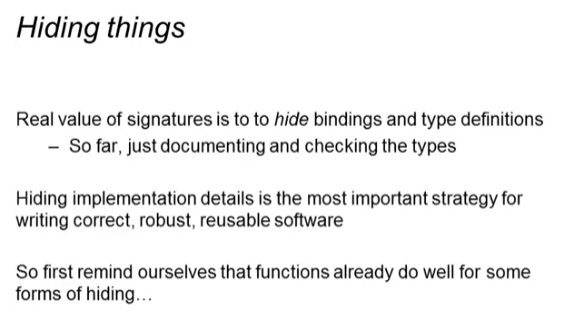 Hiding things
Real value of signatures is to to hide bindings and type definitions
– So far, just documenting and checking the types
Hiding implementation details is the most important strategy for
writing correct, robust, reusable software
So first remind ourselves that functions already do well for some
forms of hiding…